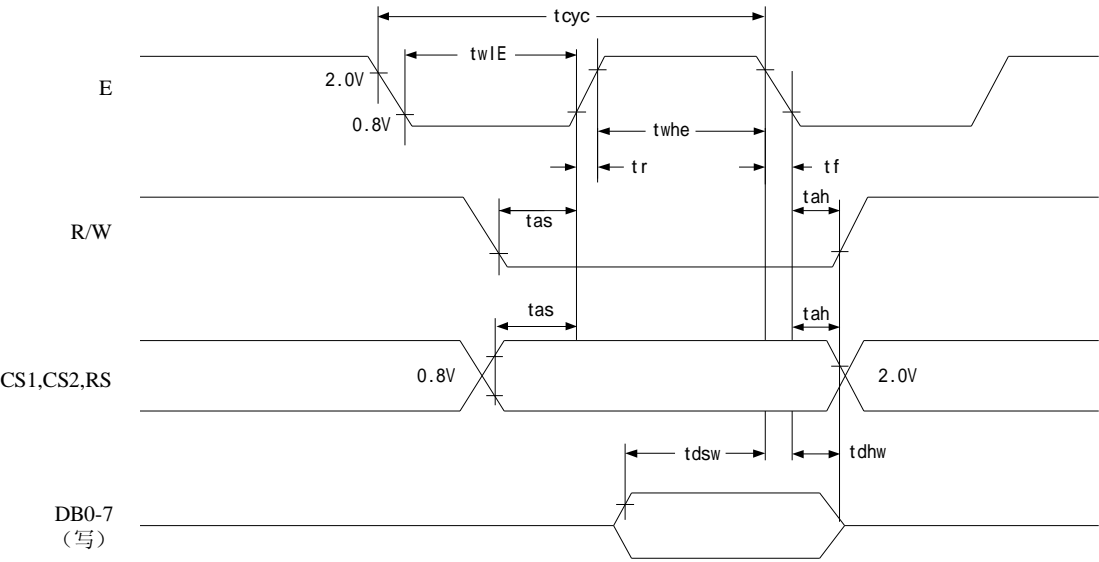 tcyc
twIE
E
2.0V
0.8V
twhe
tr
tf
R/W
tas
tah
tas
tah
CS1,CS2,RS
0.8V
2.0V
tdsw
tdhw
DB0-7
（写）